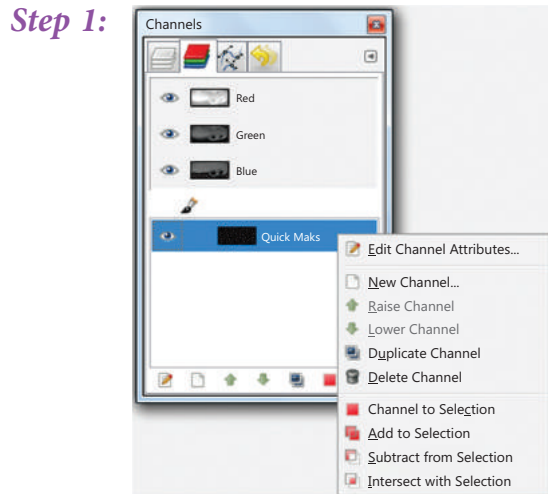 Step 1:
Channels
Red
Green
Blue
Quick Maks
Edit Channel Attributes...
New Channel...
Raise Channel
Lower Channel
Duplicate Channel
Delete Channel
Channel to Selection
Add to Selection
Subtract from Selection
Intersect with Selection